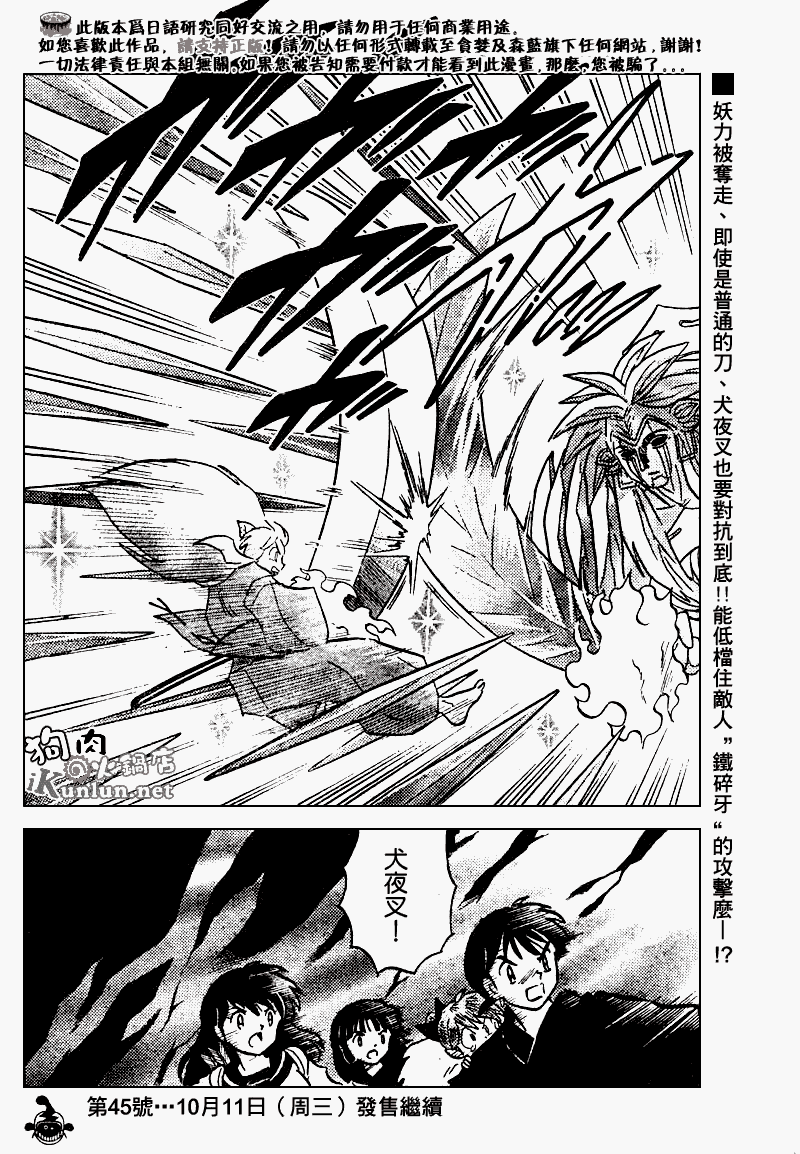 此版本爲日語研究同好交流之用，請勿用于任何商業用途。
如您喜歡此作品，請支持正版！請勿以任何形式轉載至貪婪及森藍旗下任何網站，謝謝！
一切法律責任與本組無關。如果您被告知需要付款才能看到此漫畫，那麼，您被騙了...
■妖力被奪走、即使是普通的刀、犬夜叉也要對抗到底!!能低檔住敵人"鐵碎牙"的攻擊麼—!?
狗肉
火鍋店
iKunlun.net
犬夜叉！
第45號…10月11日（周三）發售繼續